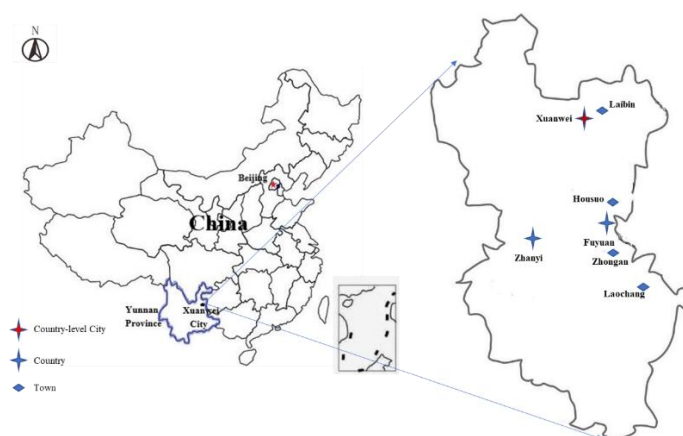 N
Beijing
China
Yunnan
Province
Xuanwei
City
Country-level City
Country
Town
Laibin
Xuanwei
Housuo
Fuyuan
Zhanyi
Zhongan
Laochang